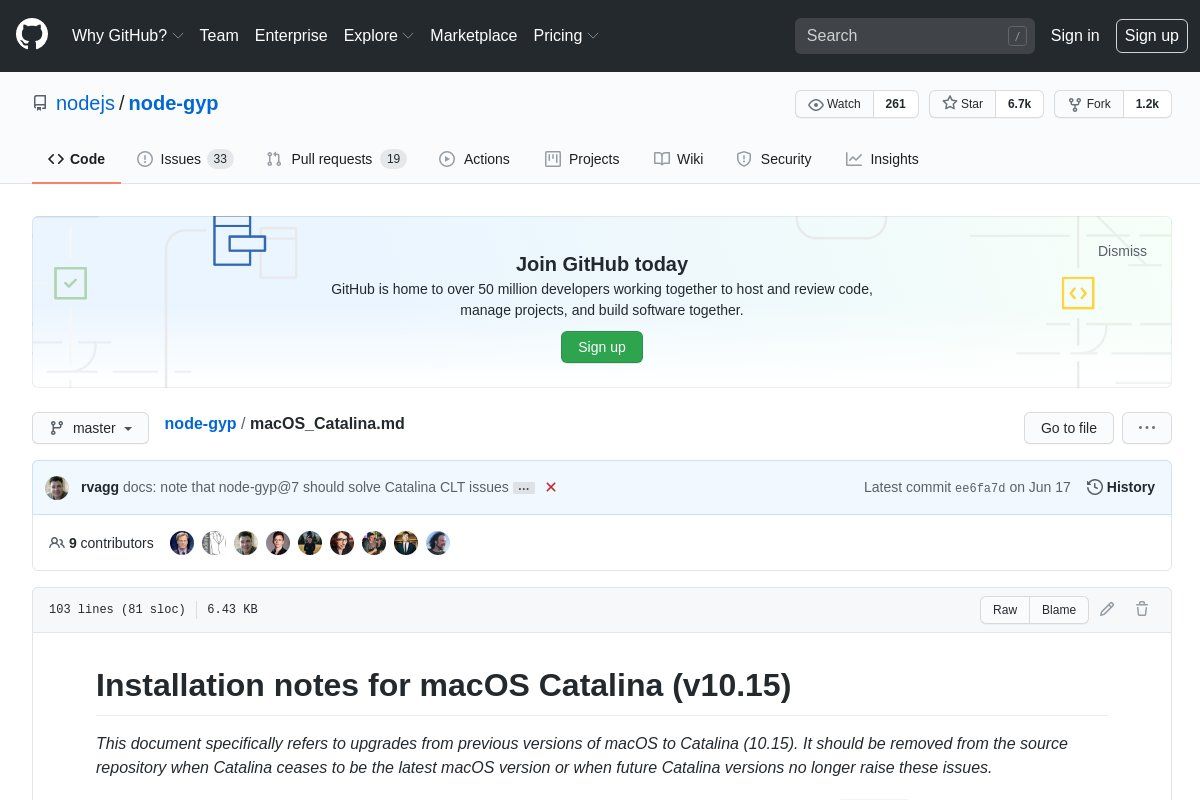 Why GitHub? Team Enterprise Explore Marketplace Pricing Search / Sign in Sign up
nodejs / node-gyp Watch 261 Star 6.7k Fork 1.2k
Code Issues 33 Pull requests 19 Actions Projects Wiki Security Insights
Dismiss
Join GitHub today
GitHub is home to over 50 million developers working together to host and review code,
manage projects, and build software together.
Sign up
master node-gyp / macOS_Catalina.md Go to file ...
rvagg docs: note that node-gyp@7 should solve Catalina CLT issues ... Latest commit ee6fa7d on Jun 17 History
9 contributors
103 lines (81 sloc) 6.43 KB Raw Blame
Installation notes for macOS Catalina (v10.15)
This document specifically refers to upgrades from previous versions of macOS to Catalina (10.15). It should be removed from the source
repository when Catalina ceases to be the latest macOS version or when future Catalina versions no longer raise these issues.